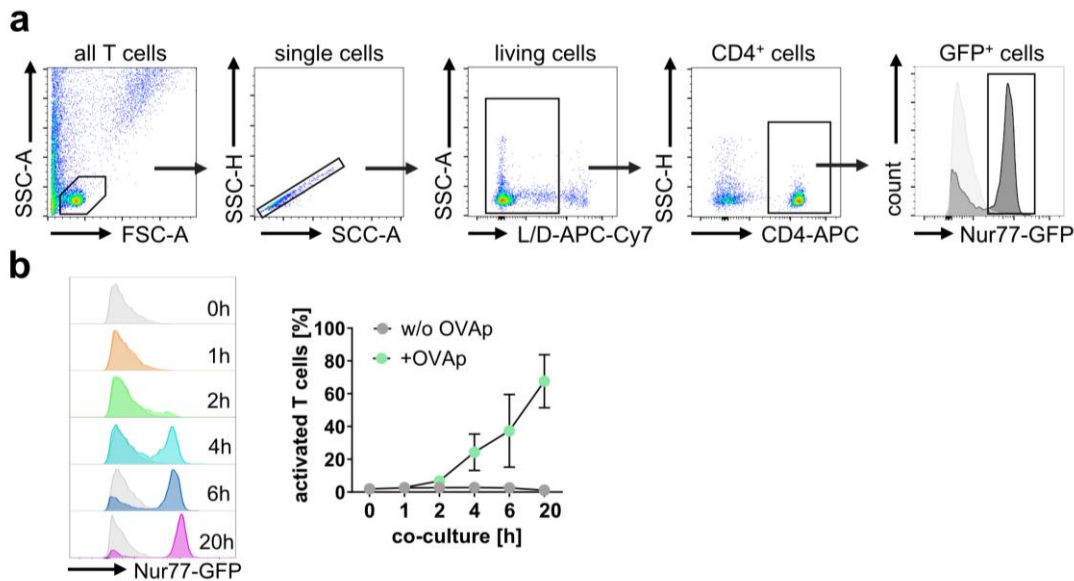 a
all T cells
single cells
living cells
CD4⁺ cells
GFP⁺ cells
SSC-A
FSC-A
SSC-H
SCC-A
SSC-A
L/D-APC-Cy7
SSC-H
CD4-APC
count
Nur77-GFP
b
0h
1h
2h
4h
6h
20h
Nur77-GFP
activated T cells [%]
100
80
60
40
20
0
w/o OVAp
+OVAp
0 1 2 4 6 20
co-culture [h]